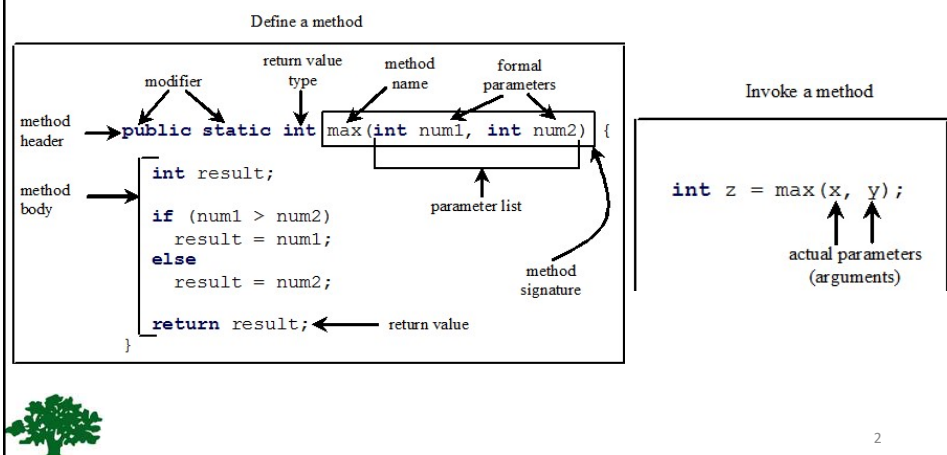 Define a method
modifier
return value
type
method
name
formal
parameters
method
header
public static int max(int num1, int num2) {
method
body
int result;
if (num1 > num2)
result = num1;
else
result = num2;
return result;
return value
}
parameter list
method
signature
Invoke a method
int z = max(x, y);
actual parameters
(arguments)
2